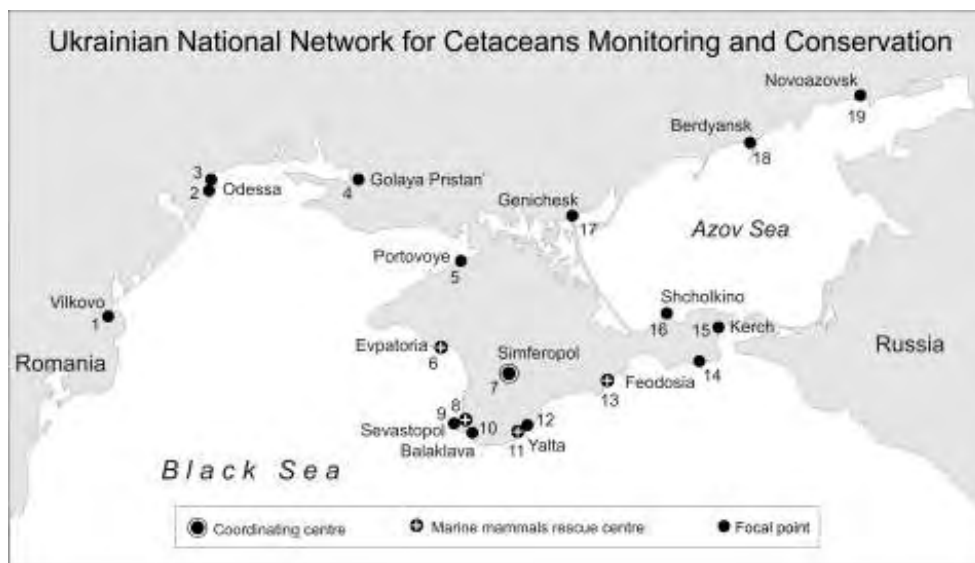 Ukrainian National Network for Cetaceans Monitoring and Conservation
Novoazovsk
19
Berdyansk
18
3
2
Odessa
4
Golaya Pristan'
Genichesk
17
Azov Sea
Portovoye
5
Vilkovo
1
Shcholkino
16
15
Kerch
Romania
Russia
Evpatoria
6
Simferopol
7
Feodosia
14
13
9
8
10
12
Sevastopol
Balaklava
11
Yalta
Black Sea
Coordinating centre
Marine mammals rescue centre
Focal point